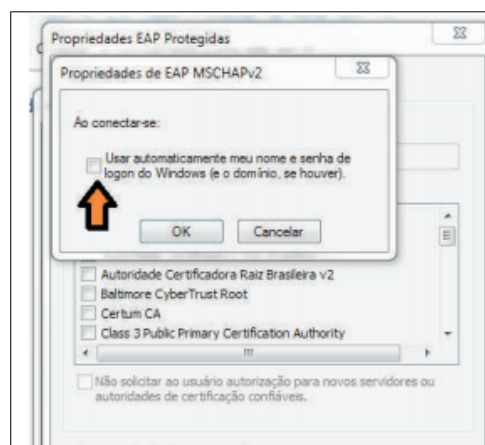 Propriedades EAP Protegidas
Propriedades de EAP MSCHAPv2
Ao conectar-se:
Usar automaticamente meu nome e senha de
logon do Windows (e o domínio, se houver).
OK
Cancelar
Autoridade Certificadora Raiz Brasileira v2
Baltimore CyberTrust Root
Certum CA
Class 3 Public Primary Certification Authority
Não solicitar ao usuário autorização para novos servidores ou
autoridades de certificação confiáveis.